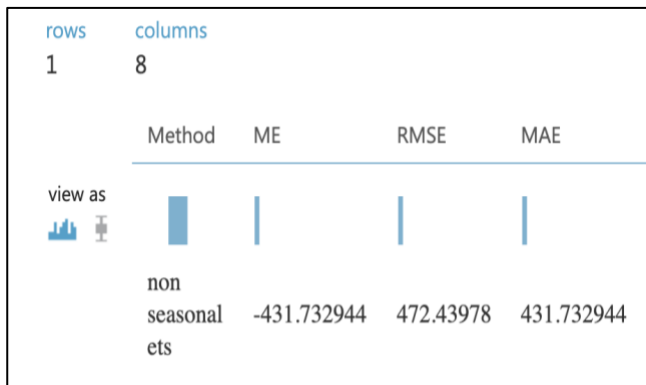 rows columns
1 8
Method ME RMSE MAE
view as
non
seasonal -431.732944 472.43978 431.732944
ets